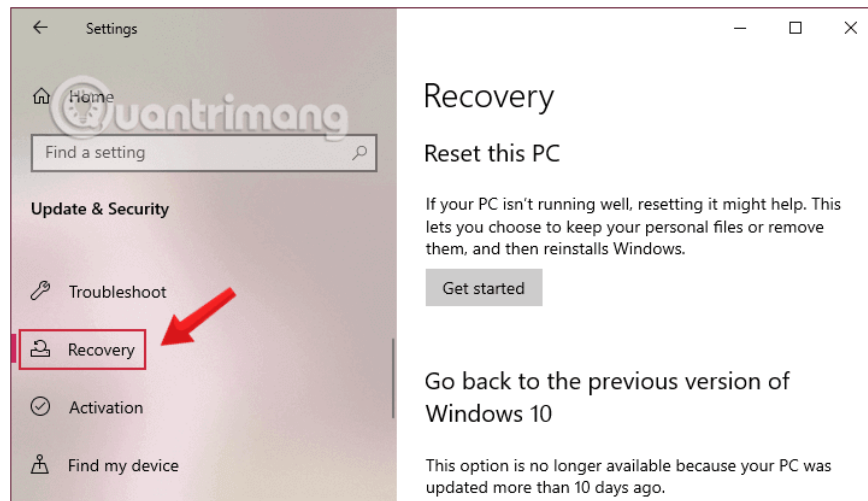 Settings
Home
Quantrimang
Find a setting
Update & Security
Troubleshoot
Recovery
Activation
Find my device
Recovery
Reset this PC
If your PC isn't running well, resetting it might help. This
lets you choose to keep your personal files or remove
them, and then reinstalls Windows.
Get started
Go back to the previous version of
Windows 10
This option is no longer available because your PC was
updated more than 10 days ago.